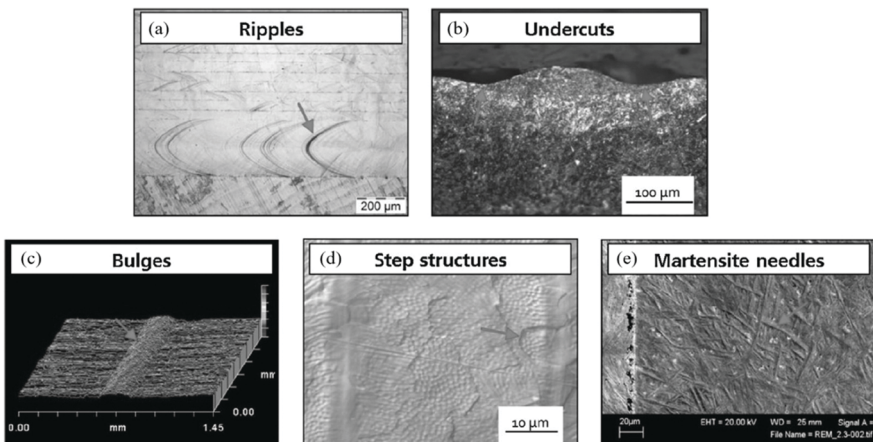 (a) Ripples
200 µm
(b) Undercuts
100 µm
(c) Bulges
mm
0.00
0.00 mm 1.45
(d) Step structures
10 µm
(e) Martensite needles
20µm EHT = 20.00 kV WD = 25 mm Signal A =
File Name = REM_2.3-002.tif